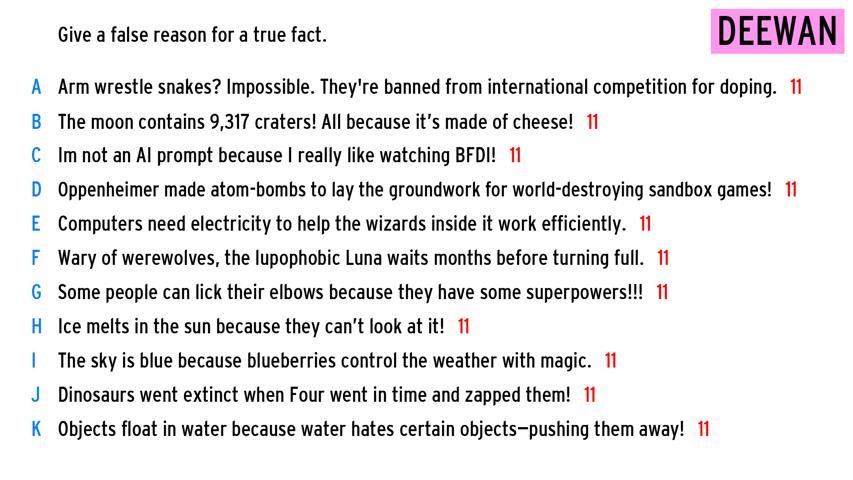 Give a false reason for a true fact.
DEEWAN
A Arm wrestle snakes? Impossible. They're banned from international competition for doping. 11
B The moon contains 9,317 craters! All because it’s made of cheese! 11
C Im not an AI prompt because I really like watching BFDI! 11
D Oppenheimer made atom-bombs to lay the groundwork for world-destroying sandbox games! 11
E Computers need electricity to help the wizards inside it work efficiently. 11
F Wary of werewolves, the lupophobic Luna waits months before turning full. 11
G Some people can lick their elbows because they have some superpowers!!! 11
H Ice melts in the sun because they can’t look at it! 11
I The sky is blue because blueberries control the weather with magic. 11
J Dinosaurs went extinct when Four went in time and zapped them! 11
K Objects float in water because water hates certain objects—pushing them away! 11